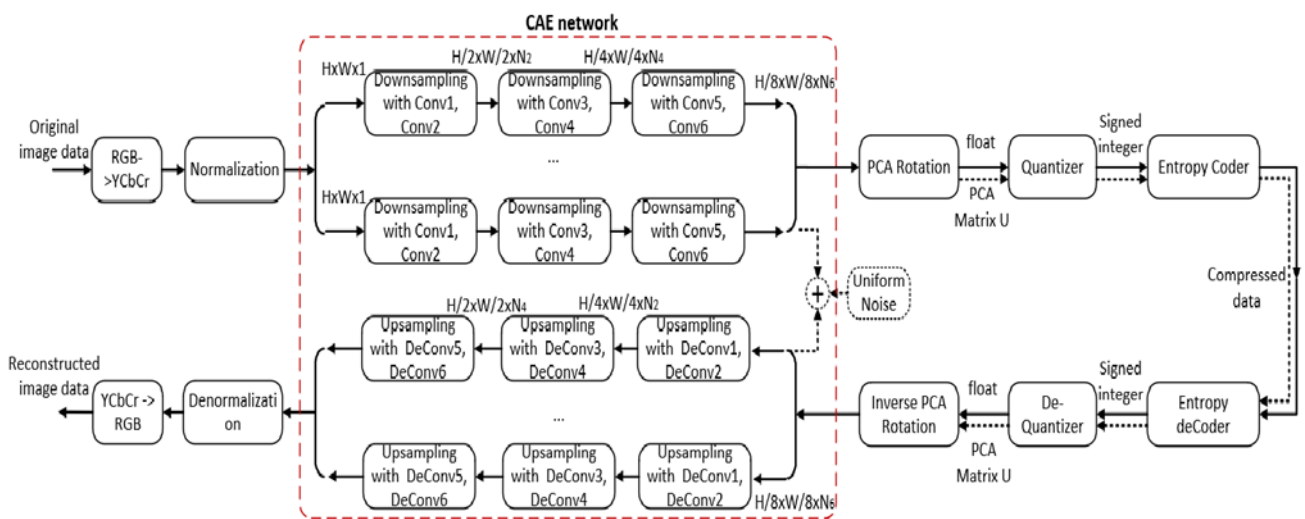 CAE network
H/2xW/2xN2
H/4xW/4xN4
HxWx1
H/8xW/8xN6
Downsampling
with Conv1,
Conv2
Downsampling
with Conv3,
Conv4
Downsampling
with Conv5,
Conv6
Original
image data
RGB-
>YCbCr
Normalization
...
PCA Rotation
float
PCA
Matrix U
Quantizer
Signed
integer
Entropy Coder
HxWx1
Downsampling
with Conv1,
Conv2
Downsampling
with Conv3,
Conv4
Downsampling
with Conv5,
Conv6
+
Uniform
Noise
Compressed
data
H/2xW/2xN4
H/4xW/4xN2
Upsampling
with DeConv5,
DeConv6
Upsampling
with DeConv3,
DeConv4
Upsampling
with DeConv1,
DeConv2
Reconstructed
image data
YCbCr ->
RGB
Denormalizati
on
...
Inverse PCA
Rotation
float
PCA
Matrix U
De-
Quantizer
Signed
integer
Entropy
deCoder
Upsampling
with DeConv5,
DeConv6
Upsampling
with DeConv3,
DeConv4
Upsampling
with DeConv1,
DeConv2
H/8xW/8xN6